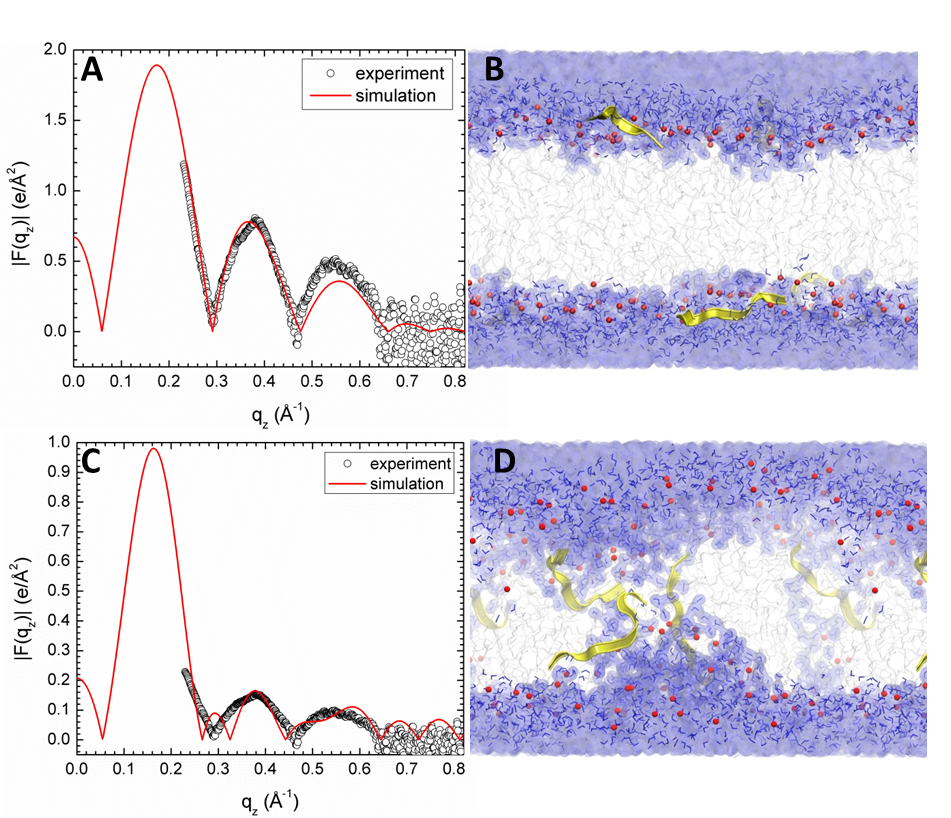 A
2.0
1.5
1.0
0.5
0.0
|F(q_z)| (e/Å²)
experiment
simulation
0.0 0.1 0.2 0.3 0.4 0.5 0.6 0.7 0.8
q_z (Å⁻¹)
B
C
1.0
0.9
0.8
0.7
0.6
0.5
0.4
0.3
0.2
0.1
0.0
|F(q_z)| (e/Å²)
experiment
simulation
0.0 0.1 0.2 0.3 0.4 0.5 0.6 0.7 0.8
q_z (Å⁻¹)
D